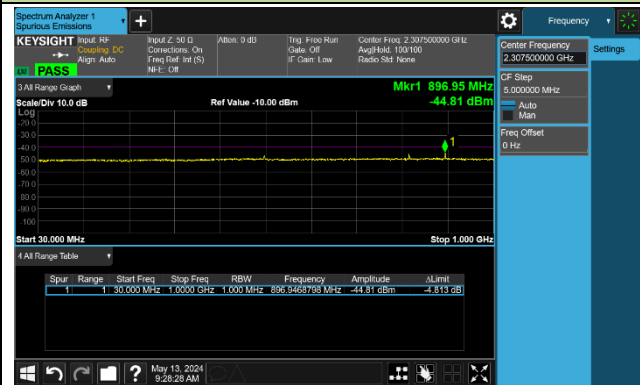 Spectrum Analyzer 1
Spurious Emissions
Frequency
KEYSIGHT Input: RF Input Z: 50 Ω Atten: 0 dB Trig: Free Run Center Freq: 2.307500000 GHz
Coupling: DC Corrections: On Gate: Off Avg|Hold: 100/100
Align: Auto Freq Ref: Int (S) IF Gain: Low Radio Std: None
NFE: Off
PASS
Center Frequency
2.307500000 GHz
Settings
CF Step
5.000000 MHz
Auto
Man
Freq Offset
0 Hz
3 All Range Graph
Mkr1 896.95 MHz
Scale/Div 10.0 dB Ref Value -10.00 dBm -44.81 dBm
Log
-20.0
-30.0
-40.0
-50.0
-60.0
-70.0
-80.0
-90.0
-100
1
Start 30.000 MHz Stop 1.000 GHz
4 All Range Table
Spur Range Start Freq Stop Freq RBW Frequency Amplitude ΔLimit
1 1 30.000 MHz 1.0000 GHz 1.000 MHz 896.9468798 MHz -44.81 dBm -4.813 dB
?
May 13, 2024
9:28:28 AM